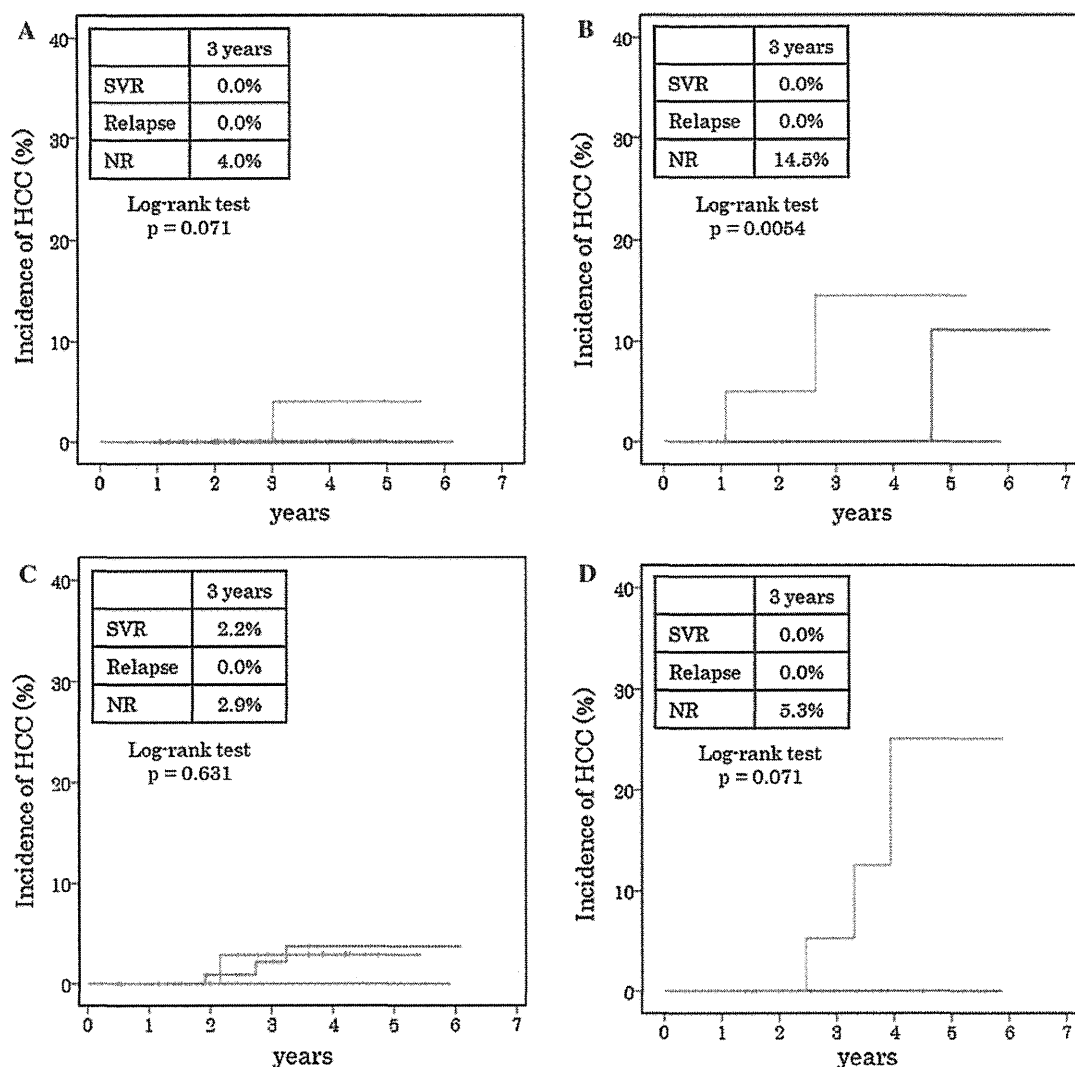 A
Incidence of HCC (%)
40
30
20
10
0
3 years
SVR 0.0%
Relapse 0.0%
NR 4.0%
Log-rank test
p = 0.071
0 1 2 3 4 5 6 7
years
B
Incidence of HCC (%)
40
30
20
10
0
3 years
SVR 0.0%
Relapse 0.0%
NR 14.5%
Log-rank test
p = 0.0054
0 1 2 3 4 5 6 7
years
C
Incidence of HCC (%)
40
30
20
10
0
3 years
SVR 2.2%
Relapse 0.0%
NR 2.9%
Log-rank test
p = 0.631
0 1 2 3 4 5 6 7
years
D
Incidence of HCC (%)
40
30
20
10
0
3 years
SVR 0.0%
Relapse 0.0%
NR 5.3%
Log-rank test
p = 0.071
0 1 2 3 4 5 6 7
years